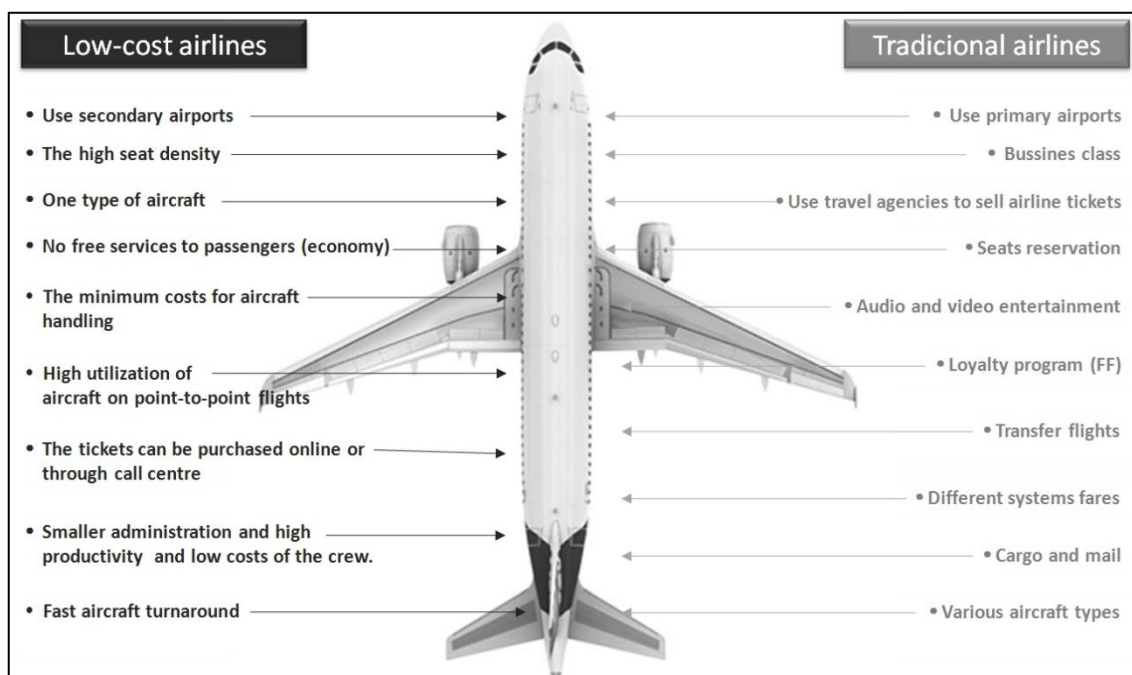 Low-cost airlines
• Use secondary airports
• The high seat density
• One type of aircraft
• No free services to passengers (economy)
• The minimum costs for aircraft
handling
• High utilization of
aircraft on point-to-point flights
• The tickets can be purchased online or
through call centre
• Smaller administration and high
productivity and low costs of the crew.
• Fast aircraft turnaround
Tradicional airlines
• Use primary airports
• Bussines class
• Use travel agencies to sell airline tickets
• Seats reservation
• Audio and video entertainment
• Loyalty program (FF)
• Transfer flights
• Different systems fares
• Cargo and mail
• Various aircraft types